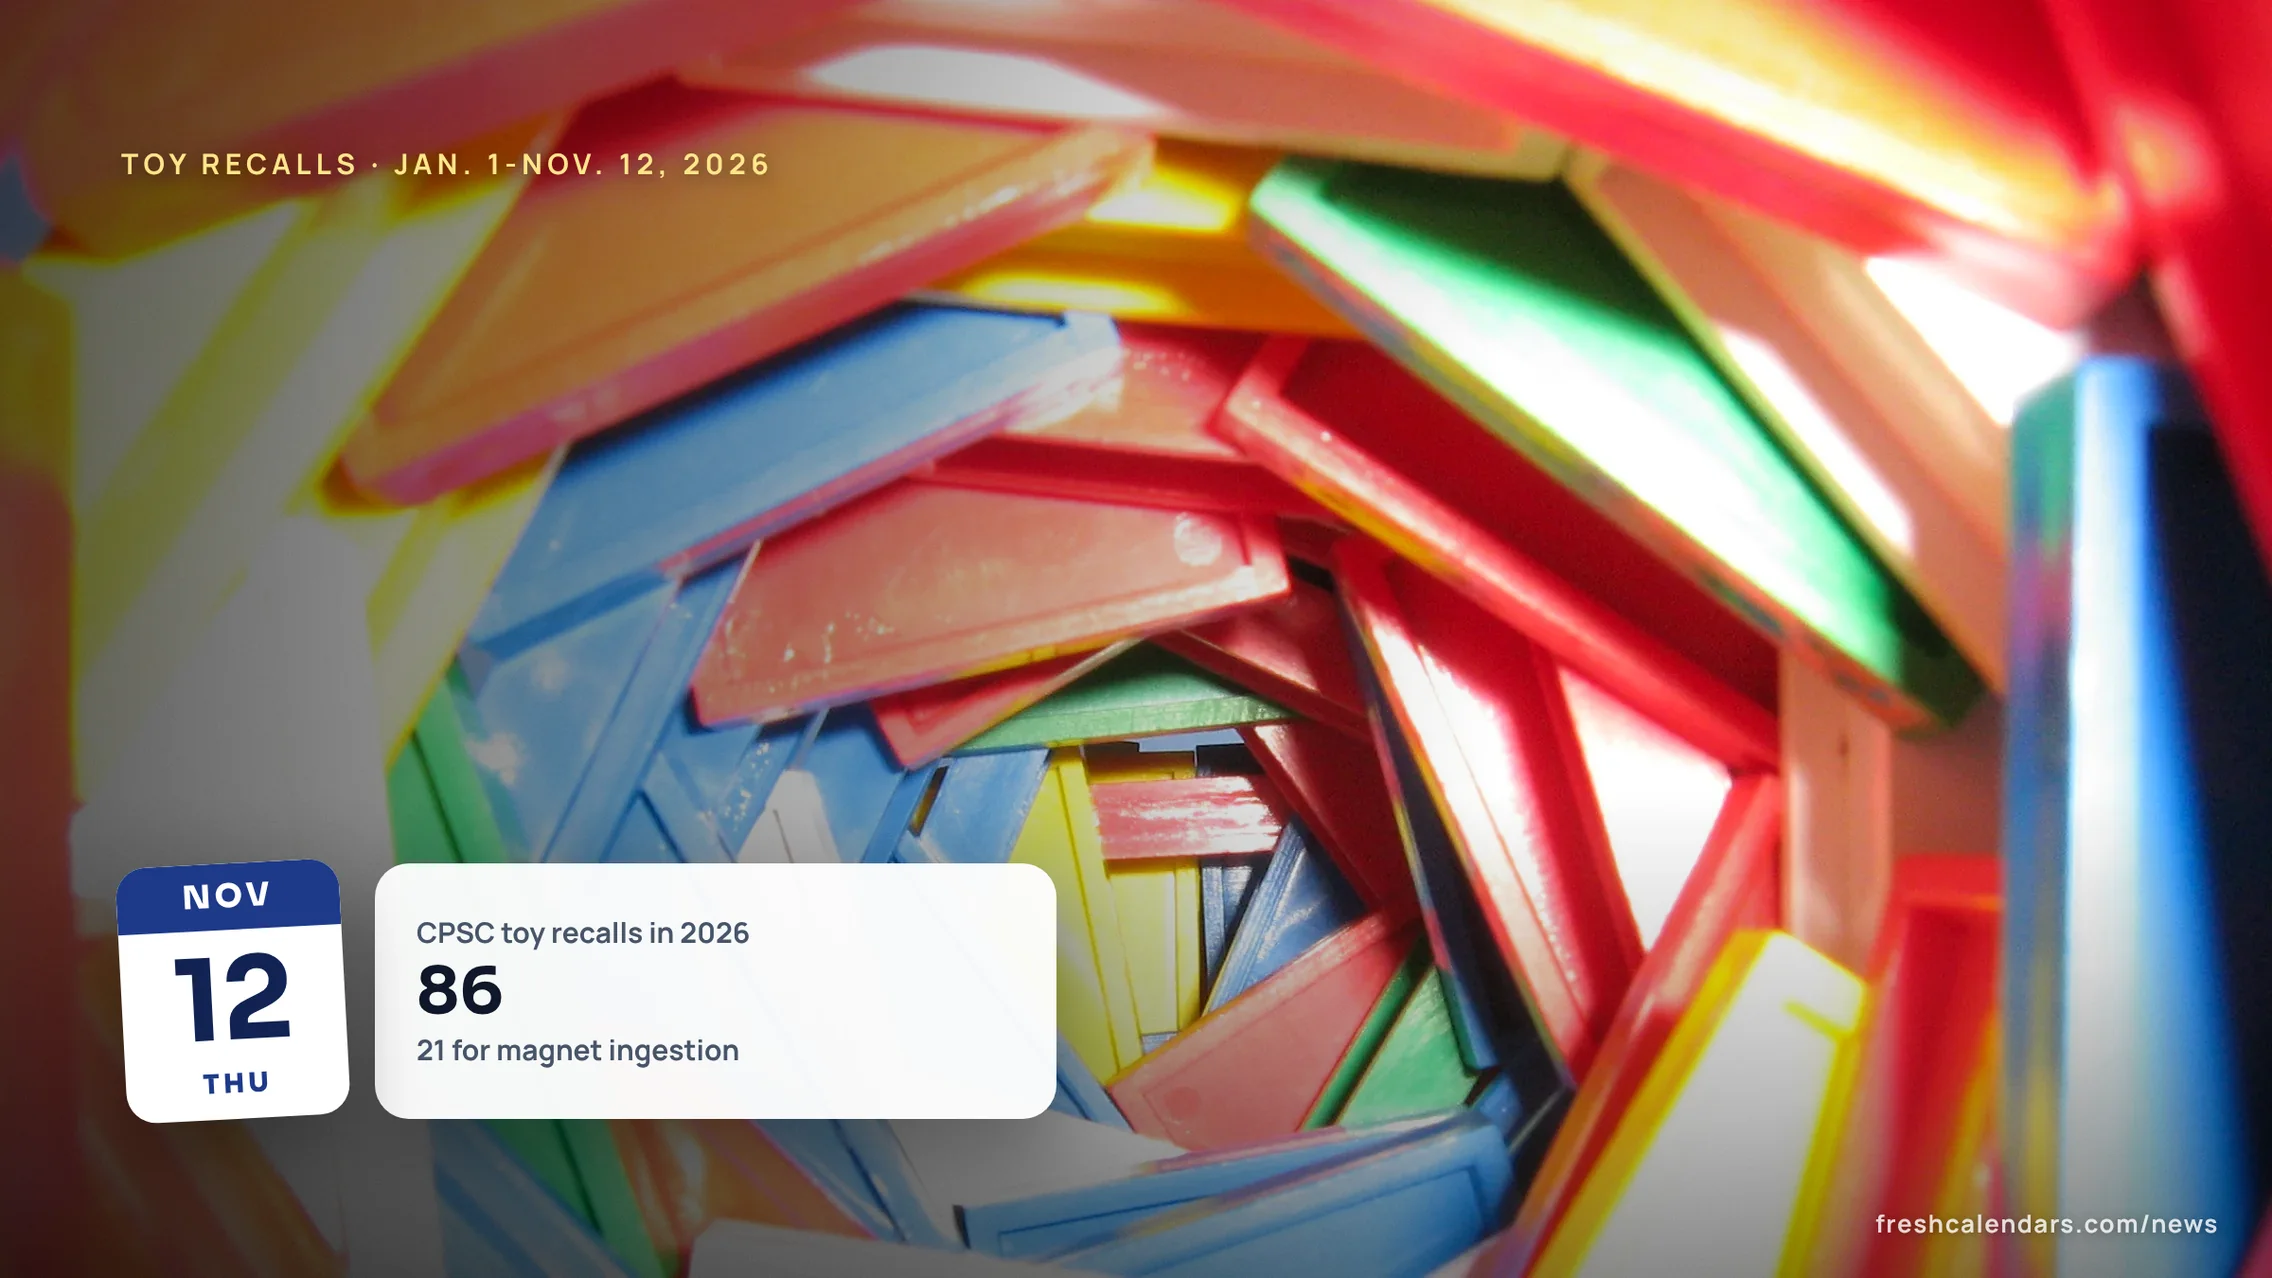 TOY RECALLS · JAN. 1-NOV. 12, 2026
NOV
12
THU
CPSC toy recalls in 2026
86
21 for magnet ingestion
freshcalendars.com/news